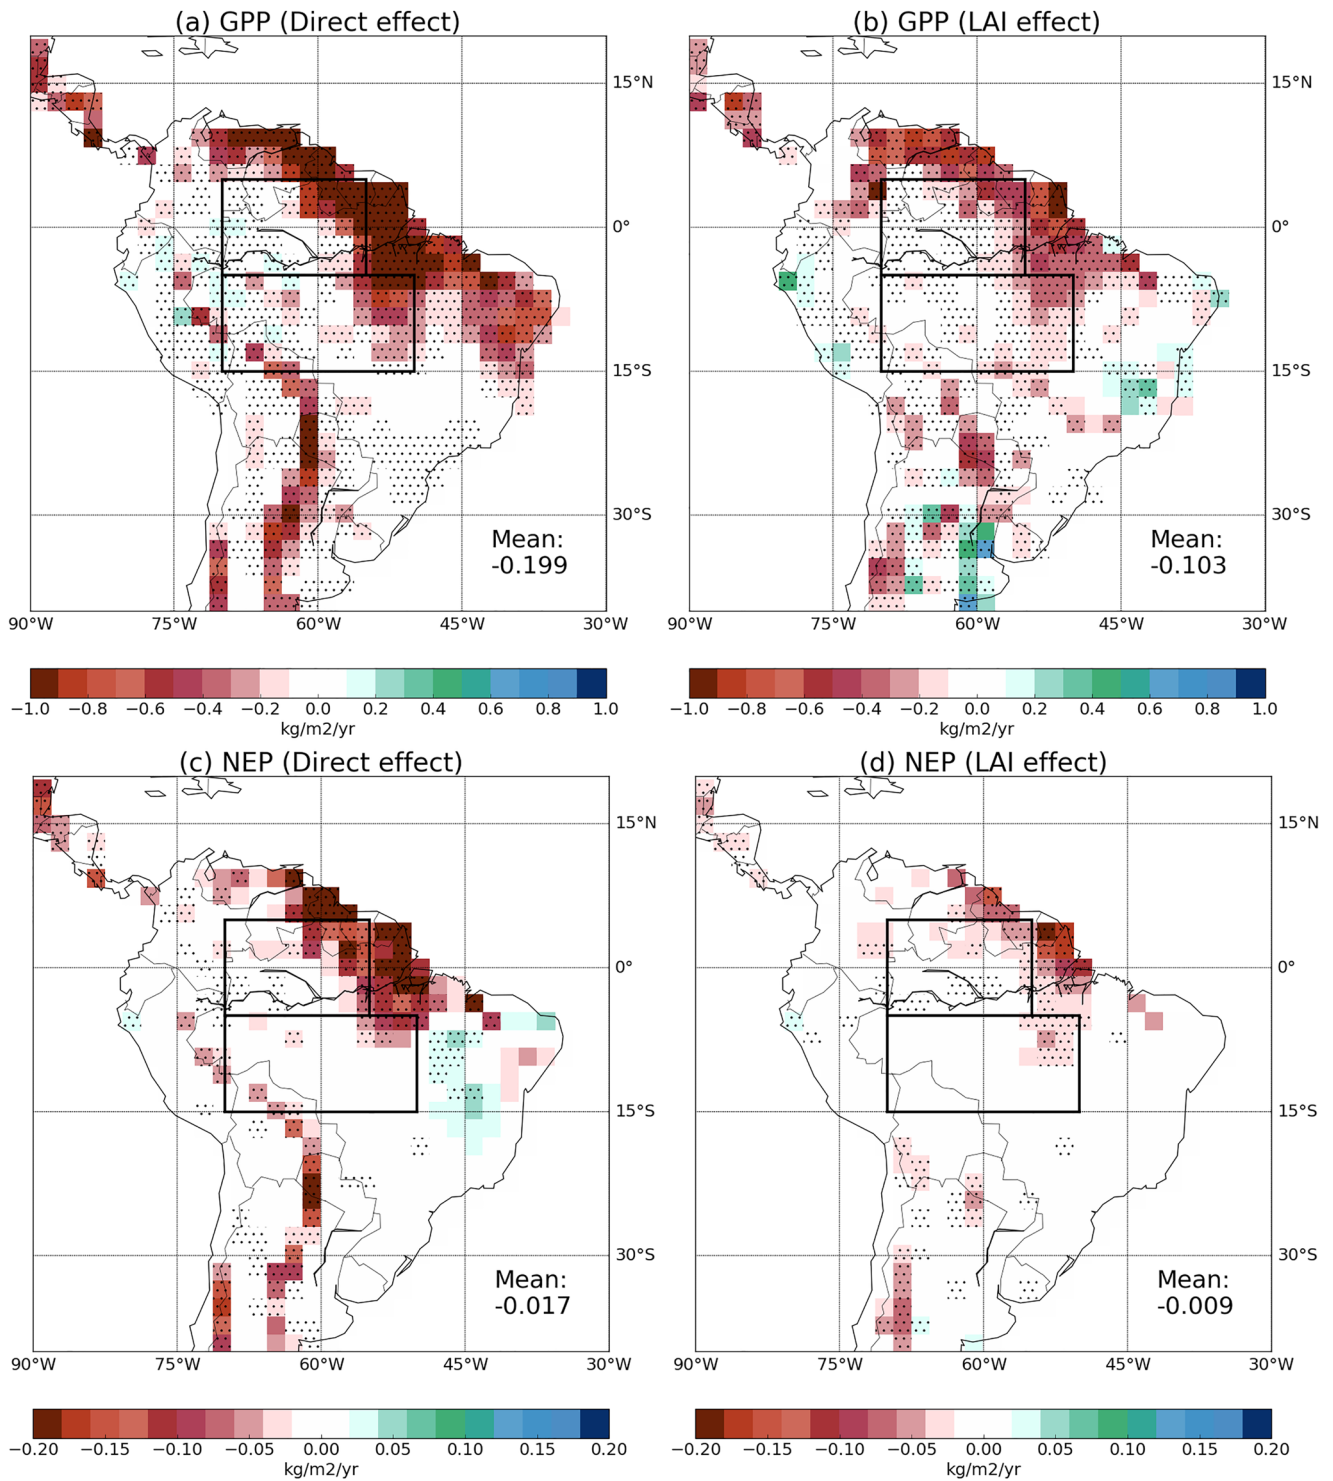 (a) GPP (Direct effect)
(b) GPP (LAI effect)
15°N
0°
15°S
30°S
Mean:
-0.199
90°W 75°W 60°W 45°W 30°W
15°N
0°
15°S
30°S
Mean:
-0.103
90°W 75°W 60°W 45°W 30°W
−1.0 −0.8 −0.6 −0.4 −0.2 0.0 0.2 0.4 0.6 0.8 1.0
kg/m2/yr
−1.0 −0.8 −0.6 −0.4 −0.2 0.0 0.2 0.4 0.6 0.8 1.0
kg/m2/yr
(c) NEP (Direct effect)
(d) NEP (LAI effect)
15°N
0°
15°S
30°S
Mean:
-0.017
90°W 75°W 60°W 45°W 30°W
15°N
0°
15°S
30°S
Mean:
-0.009
90°W 75°W 60°W 45°W 30°W
−0.20 −0.15 −0.10 −0.05 0.00 0.05 0.10 0.15 0.20
kg/m2/yr
−0.20 −0.15 −0.10 −0.05 0.00 0.05 0.10 0.15 0.20
kg/m2/yr